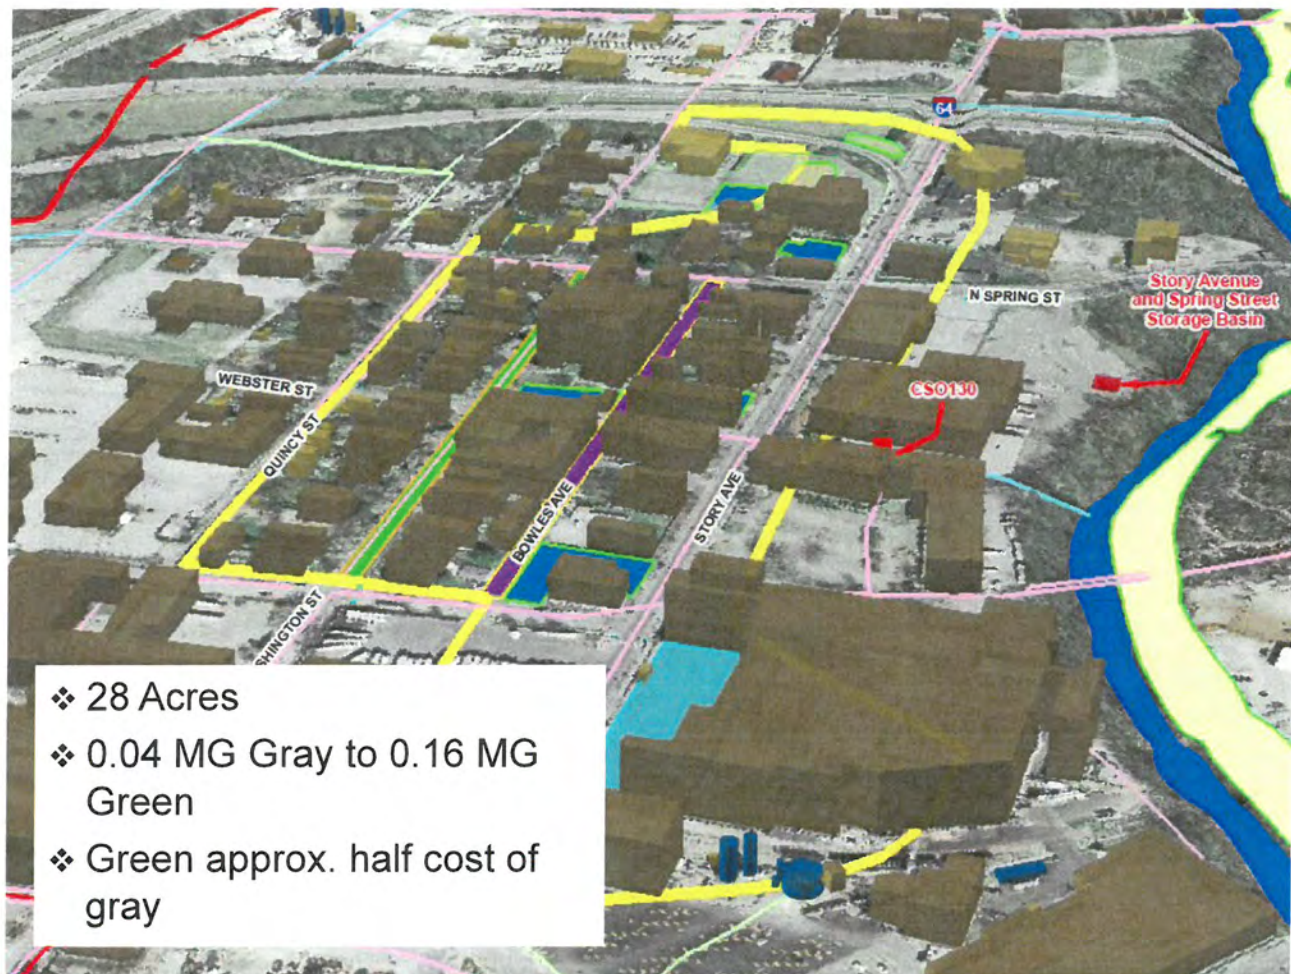 64
N SPRING ST
Story Avenue
and Spring Street
Storage Basin
WEBSTER ST
CSO130
QUINCY ST
BOWLES AVE
STORY AVE
SHINGTON ST
❖ 28 Acres
❖ 0.04 MG Gray to 0.16 MG
Green
❖ Green approx. half cost of
gray